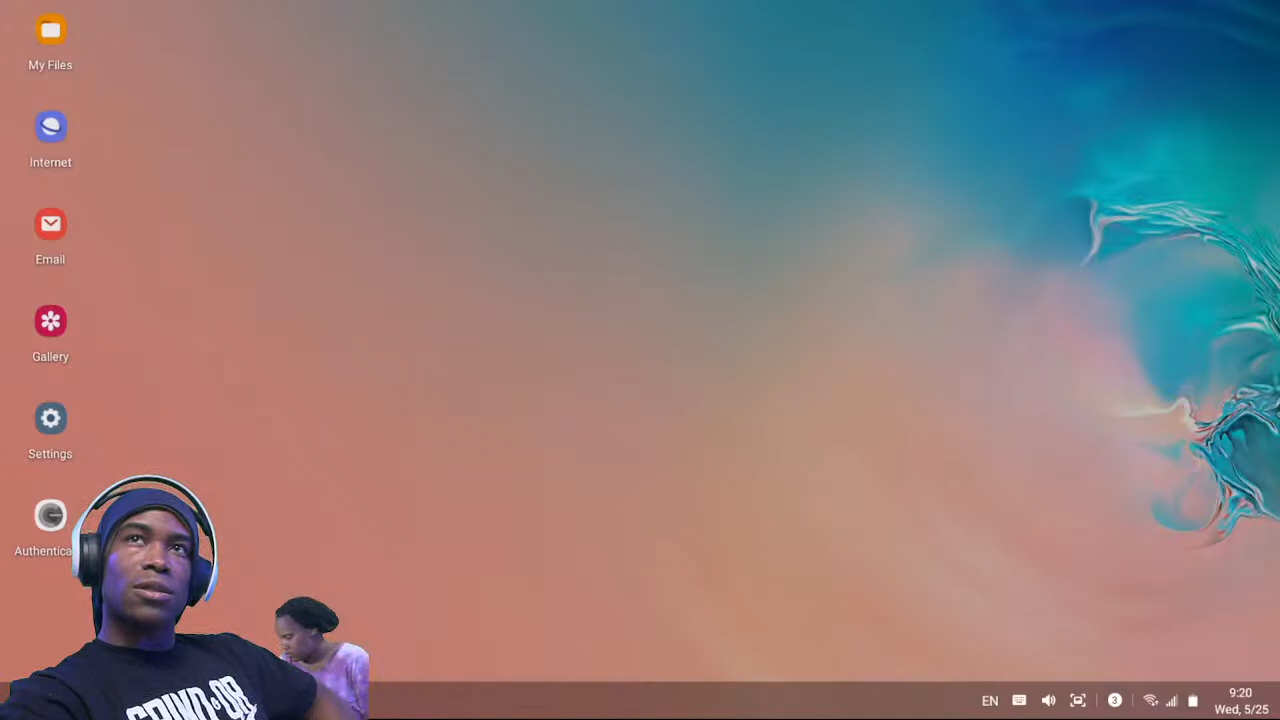 My Files
Internet
Email
Gallery
Settings
Authentica
EN
3
9:20
Wed, 5/25